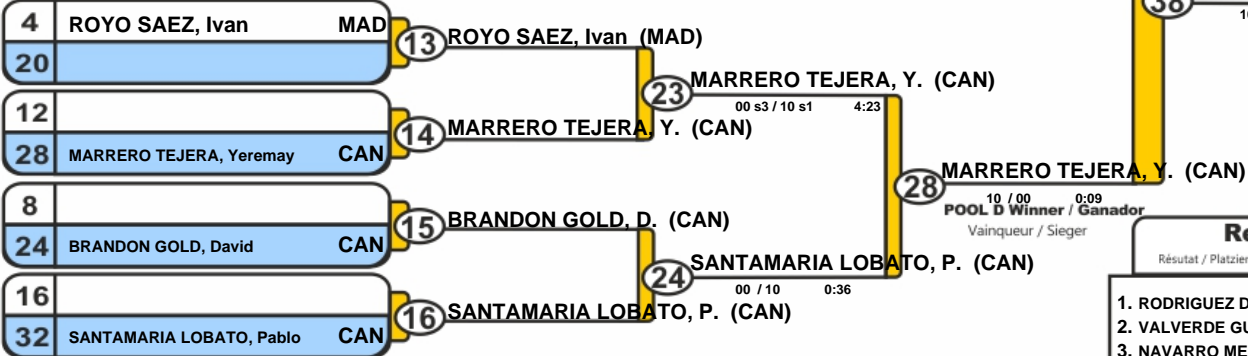 38
4 ROYO SAEZ, Ivan MAD
13 ROYO SAEZ, Ivan (MAD)
20
23 MARRERO TEJERA, Y. (CAN)
00 s3 / 10 s1 4:23
12
14 MARRERO TEJERA, Y. (CAN)
28 MARRERO TEJERA, Yeremay CAN
28 MARRERO TEJERA, Y. (CAN)
10 / 00 0:09
POOL D Winner / Ganador
Vainqueur / Sieger
8
15 BRANDON GOLD, D. (CAN)
24 BRANDON GOLD, David CAN
24 SANTAMARIA LOBATO, P. (CAN)
00 / 10 0:36
16
16 SANTAMARIA LOBATO, P. (CAN)
32 SANTAMARIA LOBATO, Pablo CAN
Résutat / Platzier
1. RODRIGUEZ D
2. VALVERDE GU
3. NAVARRO ME